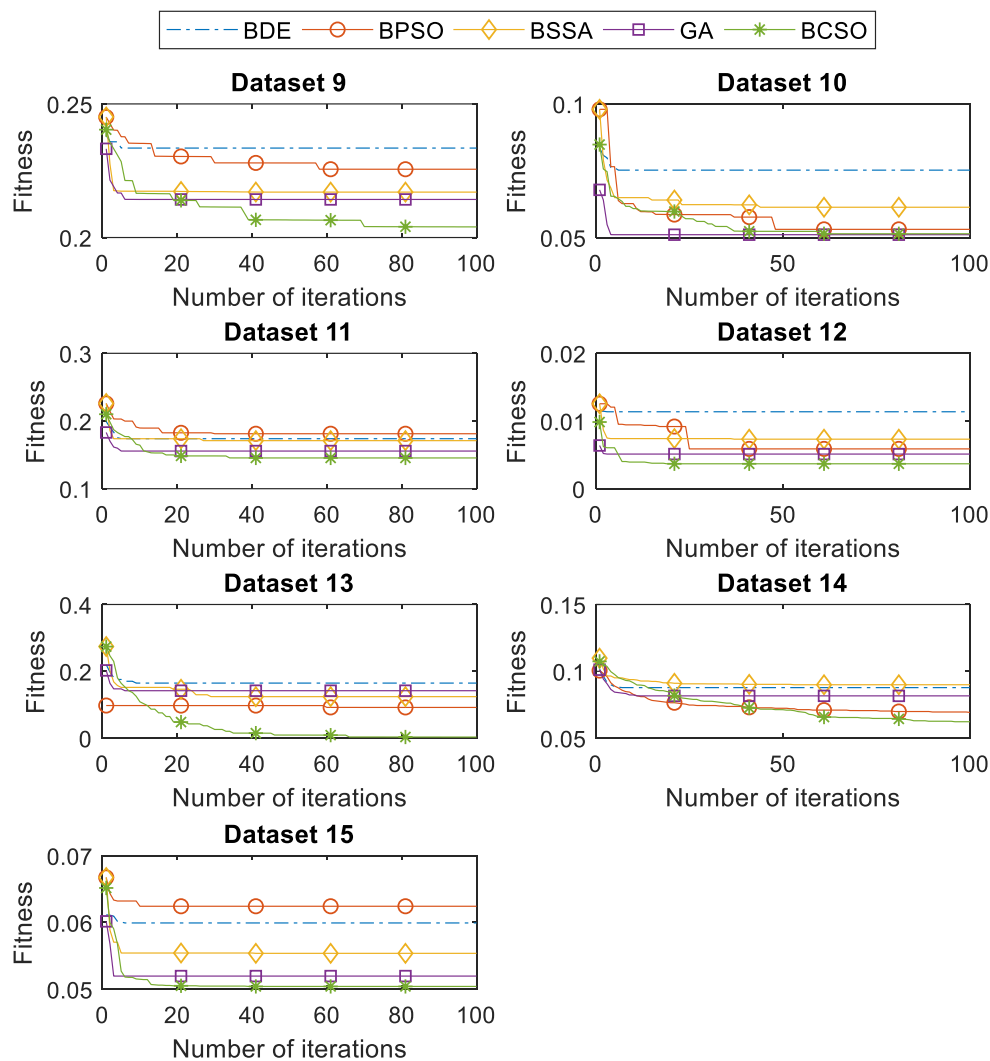 BDE BPSO BSSA GA BCSO
Dataset 9
Dataset 10
Fitness
0.25
0.2
0 20 40 60 80 100
Number of iterations
Fitness
0.1
0.05
0 50 100
Number of iterations
Dataset 11
Dataset 12
Fitness
0.3
0.2
0.1
0 20 40 60 80 100
Number of iterations
Fitness
0.02
0.01
0
0 50 100
Number of iterations
Dataset 13
Dataset 14
Fitness
0.4
0.2
0
0 20 40 60 80 100
Number of iterations
Fitness
0.15
0.1
0.05
0 50 100
Number of iterations
Dataset 15
Fitness
0.07
0.06
0.05
0 20 40 60 80 100
Number of iterations